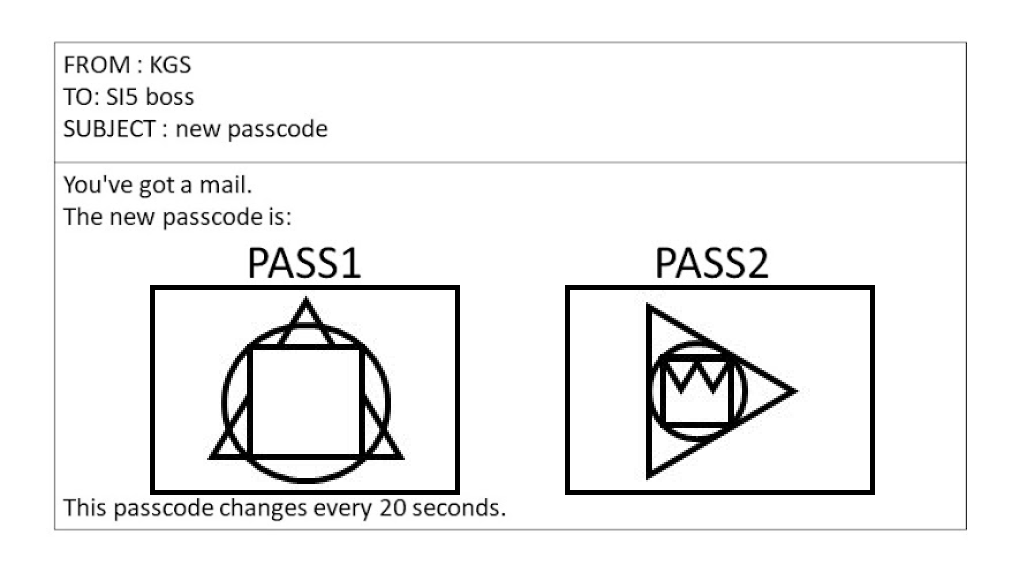 FROM : KGS
TO: SI5 boss
SUBJECT : new passcode
You've got a mail.
The new passcode is:
PASS1 PASS2
This passcode changes every 20 seconds.